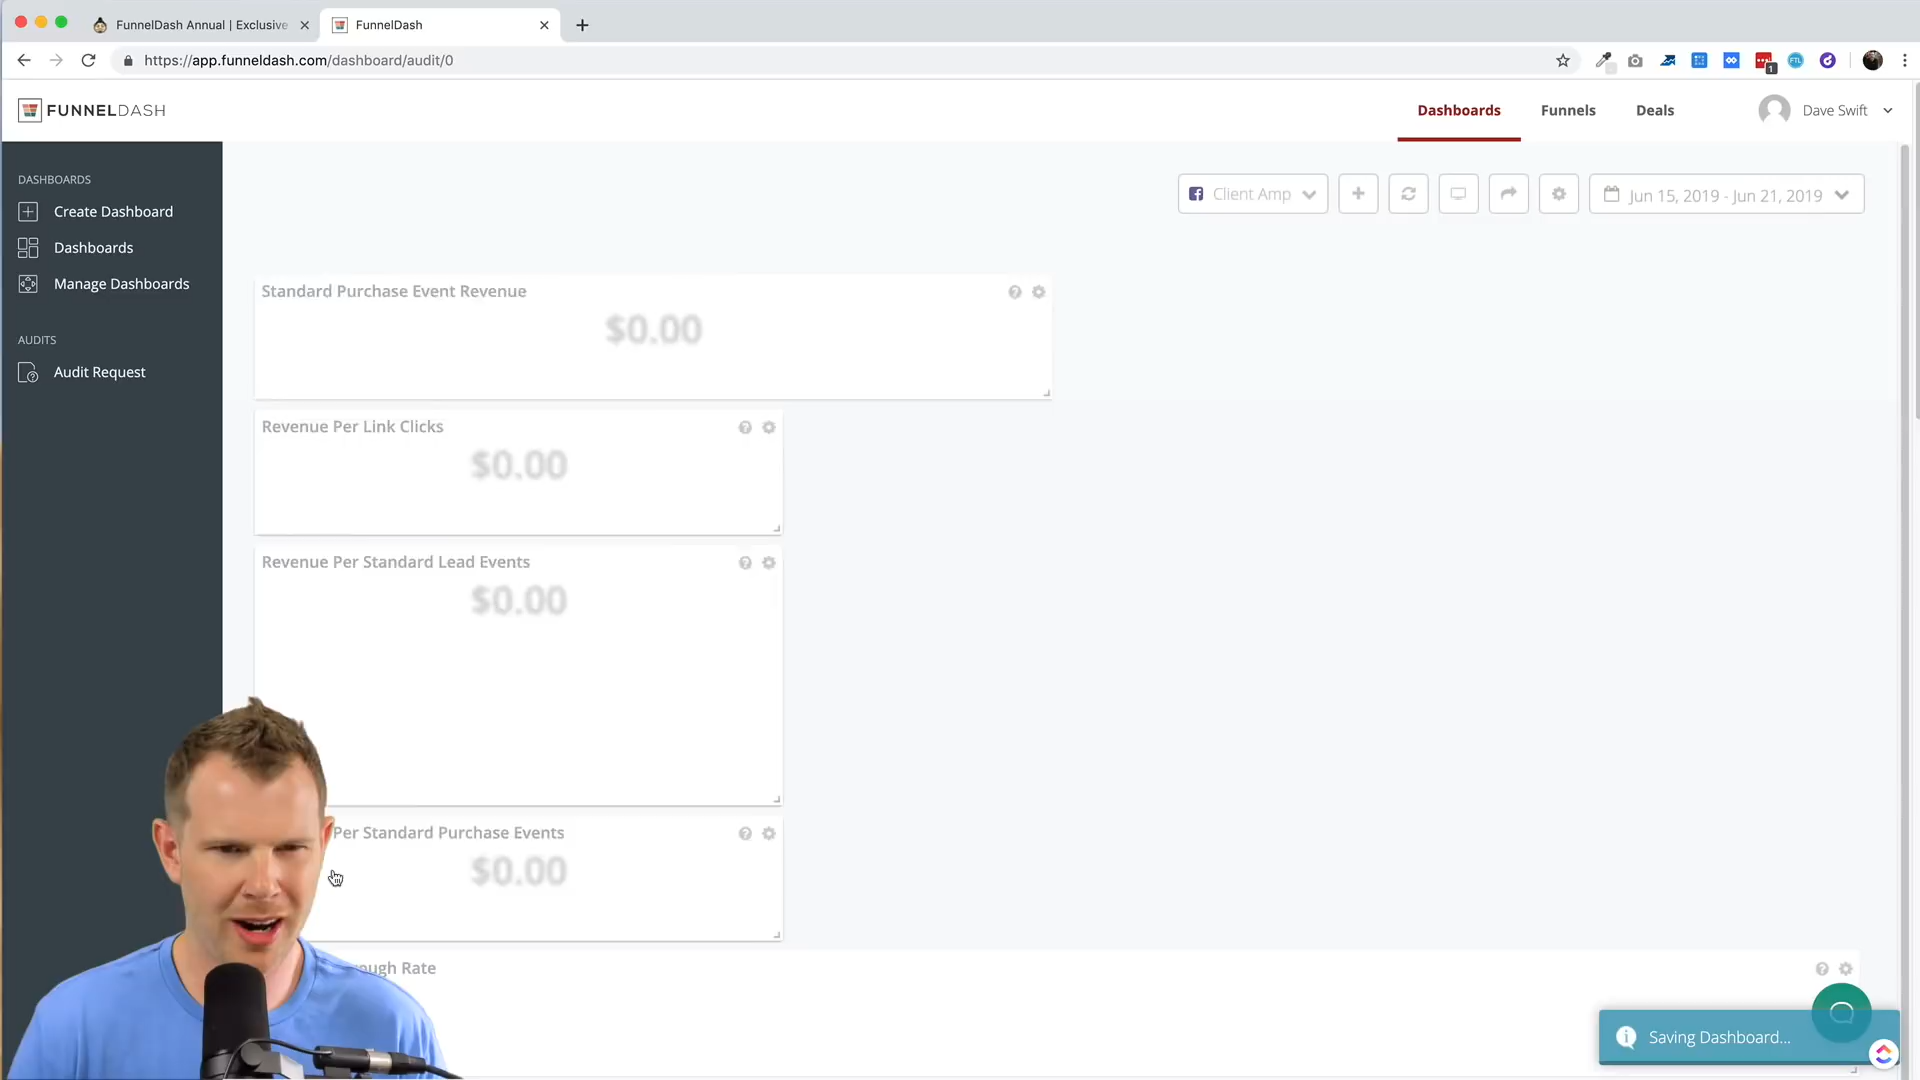 FunnelDash Annual | Exclusive
FunnelDash
https://app.funneldash.com/dashboard/audit/0
1
FTL
FUNNELDASH
Dashboards
Funnels
Deals
Dave Swift
DASHBOARDS
Create Dashboard
Dashboards
Manage Dashboards
AUDITS
Audit Request
Client Amp
Jun 15, 2019 - Jun 21, 2019
Standard Purchase Event Revenue
$0.00
Revenue Per Link Clicks
$0.00
Revenue Per Standard Lead Events
$0.00
Per Standard Purchase Events
$0.00
ough Rate
Saving Dashboard...